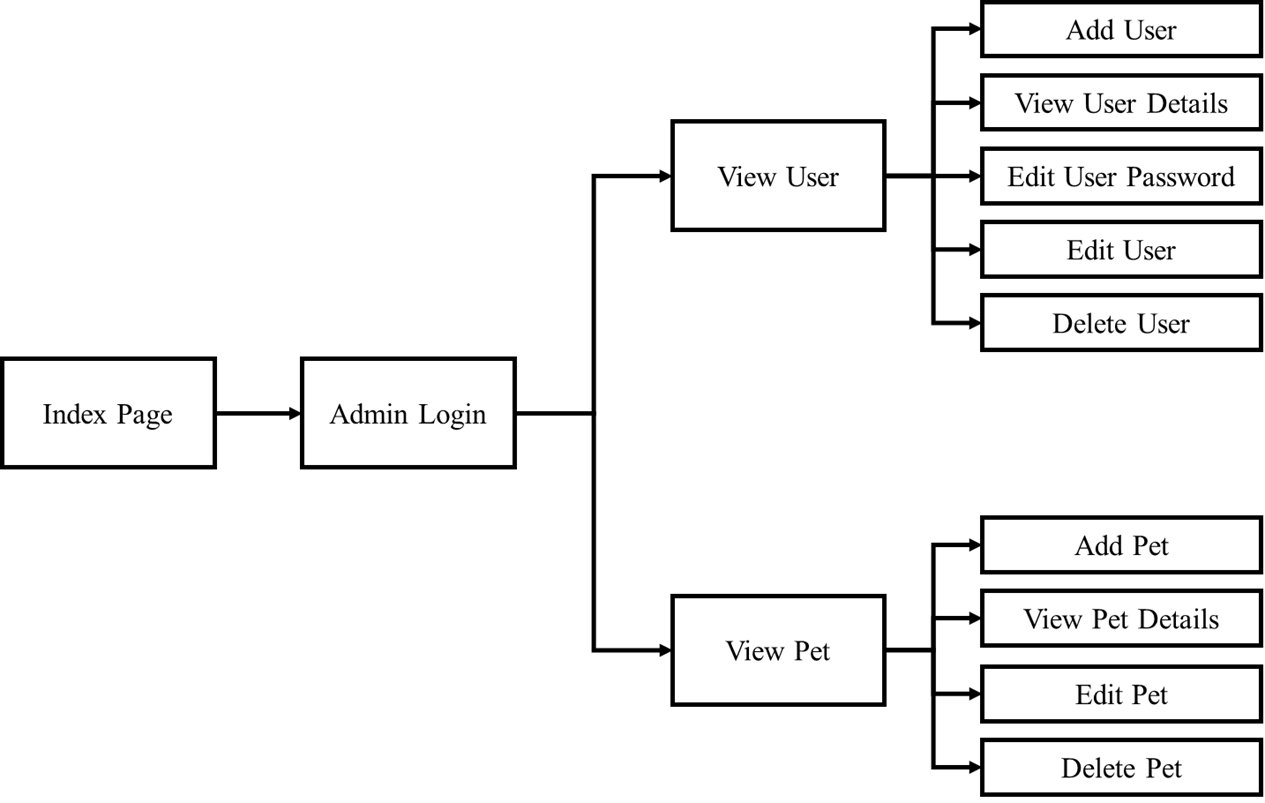 Index Page
Admin Login
View User
Add User
View User Details
Edit User Password
Edit User
Delete User
View Pet
Add Pet
View Pet Details
Edit Pet
Delete Pet